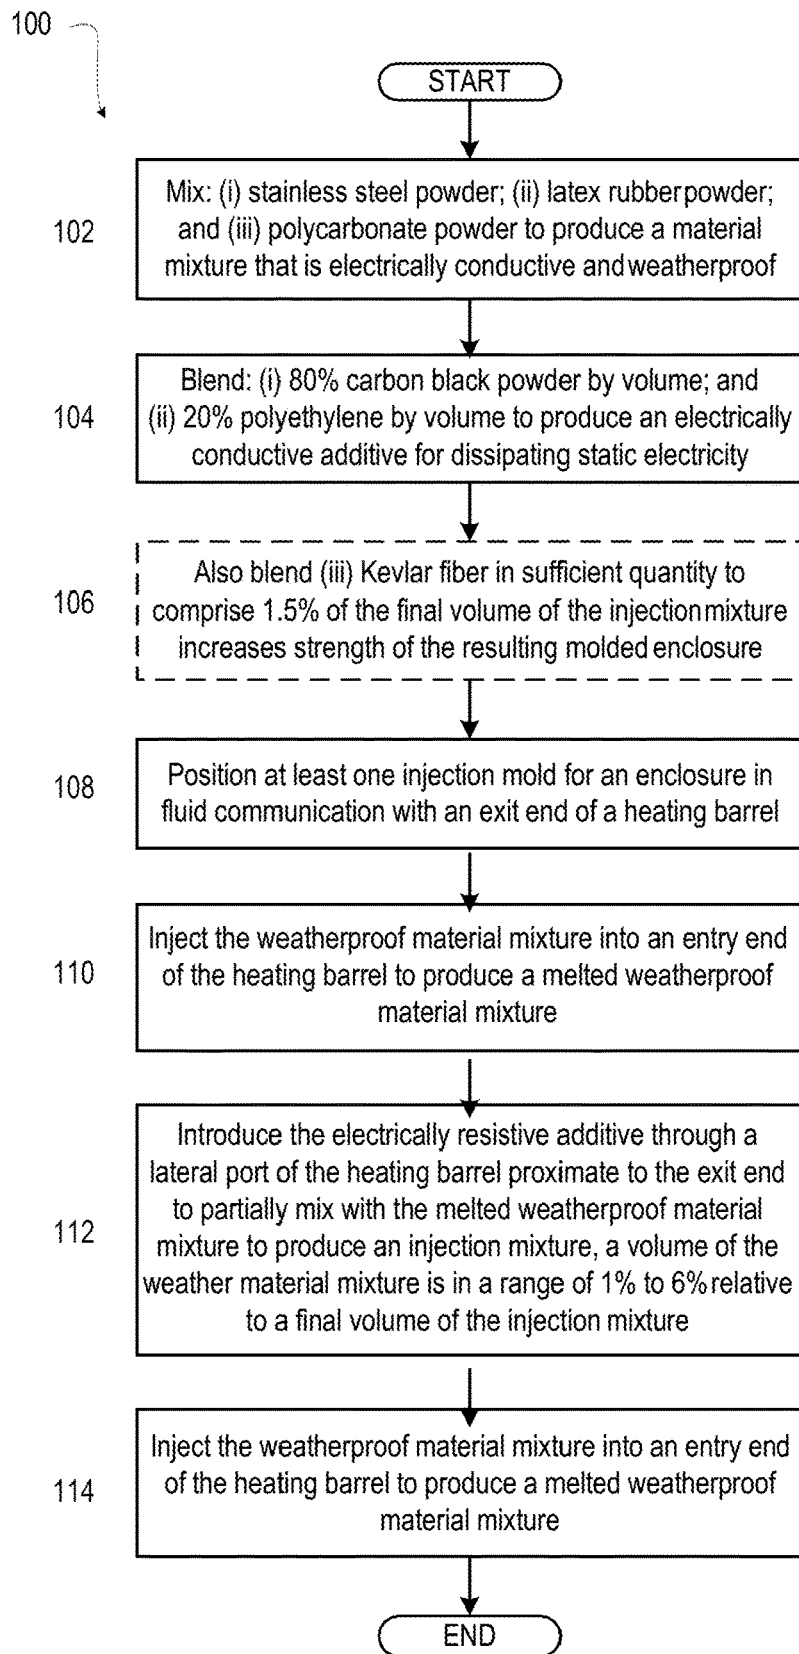 100
START
102
Mix: (i) stainless steel powder; (ii) latex rubber powder;
and (iii) polycarbonate powder to produce a material
mixture that is electrically conductive and weatherproof
104
Blend: (i) 80% carbon black powder by volume; and
(ii) 20% polyethylene by volume to produce an electrically
conductive additive for dissipating static electricity
106
Also blend (iii) Kevlar fiber in sufficient quantity to
comprise 1.5% of the final volume of the injection mixture
increases strength of the resulting molded enclosure
108
Position at least one injection mold for an enclosure in
fluid communication with an exit end of a heating barrel
110
Inject the weatherproof material mixture into an entry end
of the heating barrel to produce a melted weatherproof
material mixture
112
Introduce the electrically resistive additive through a
lateral port of the heating barrel proximate to the exit end
to partially mix with the melted weatherproof material
mixture to produce an injection mixture, a volume of the
weather material mixture is in a range of 1% to 6% relative
to a final volume of the injection mixture
114
Inject the weatherproof material mixture into an entry end
of the heating barrel to produce a melted weatherproof
material mixture
END